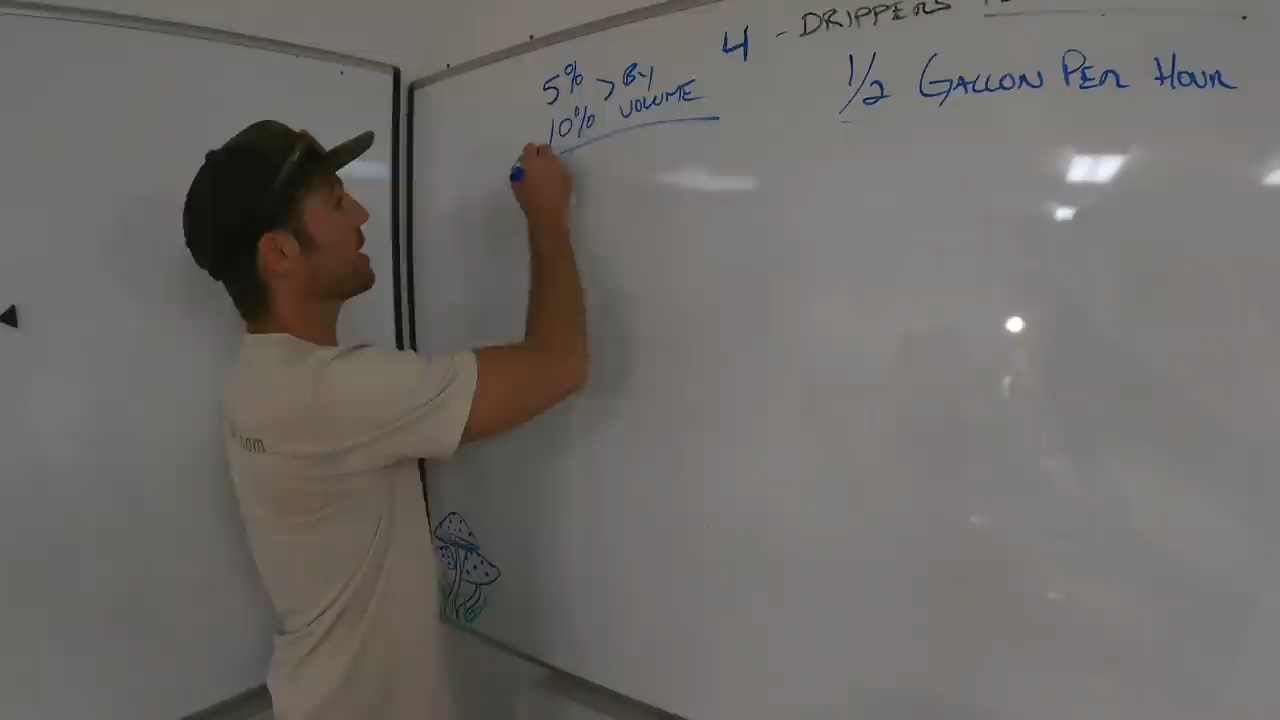 4 - DRIPPERS
1/2 GALLON PER HOUR
5% > BY
10% VOLUME
.com